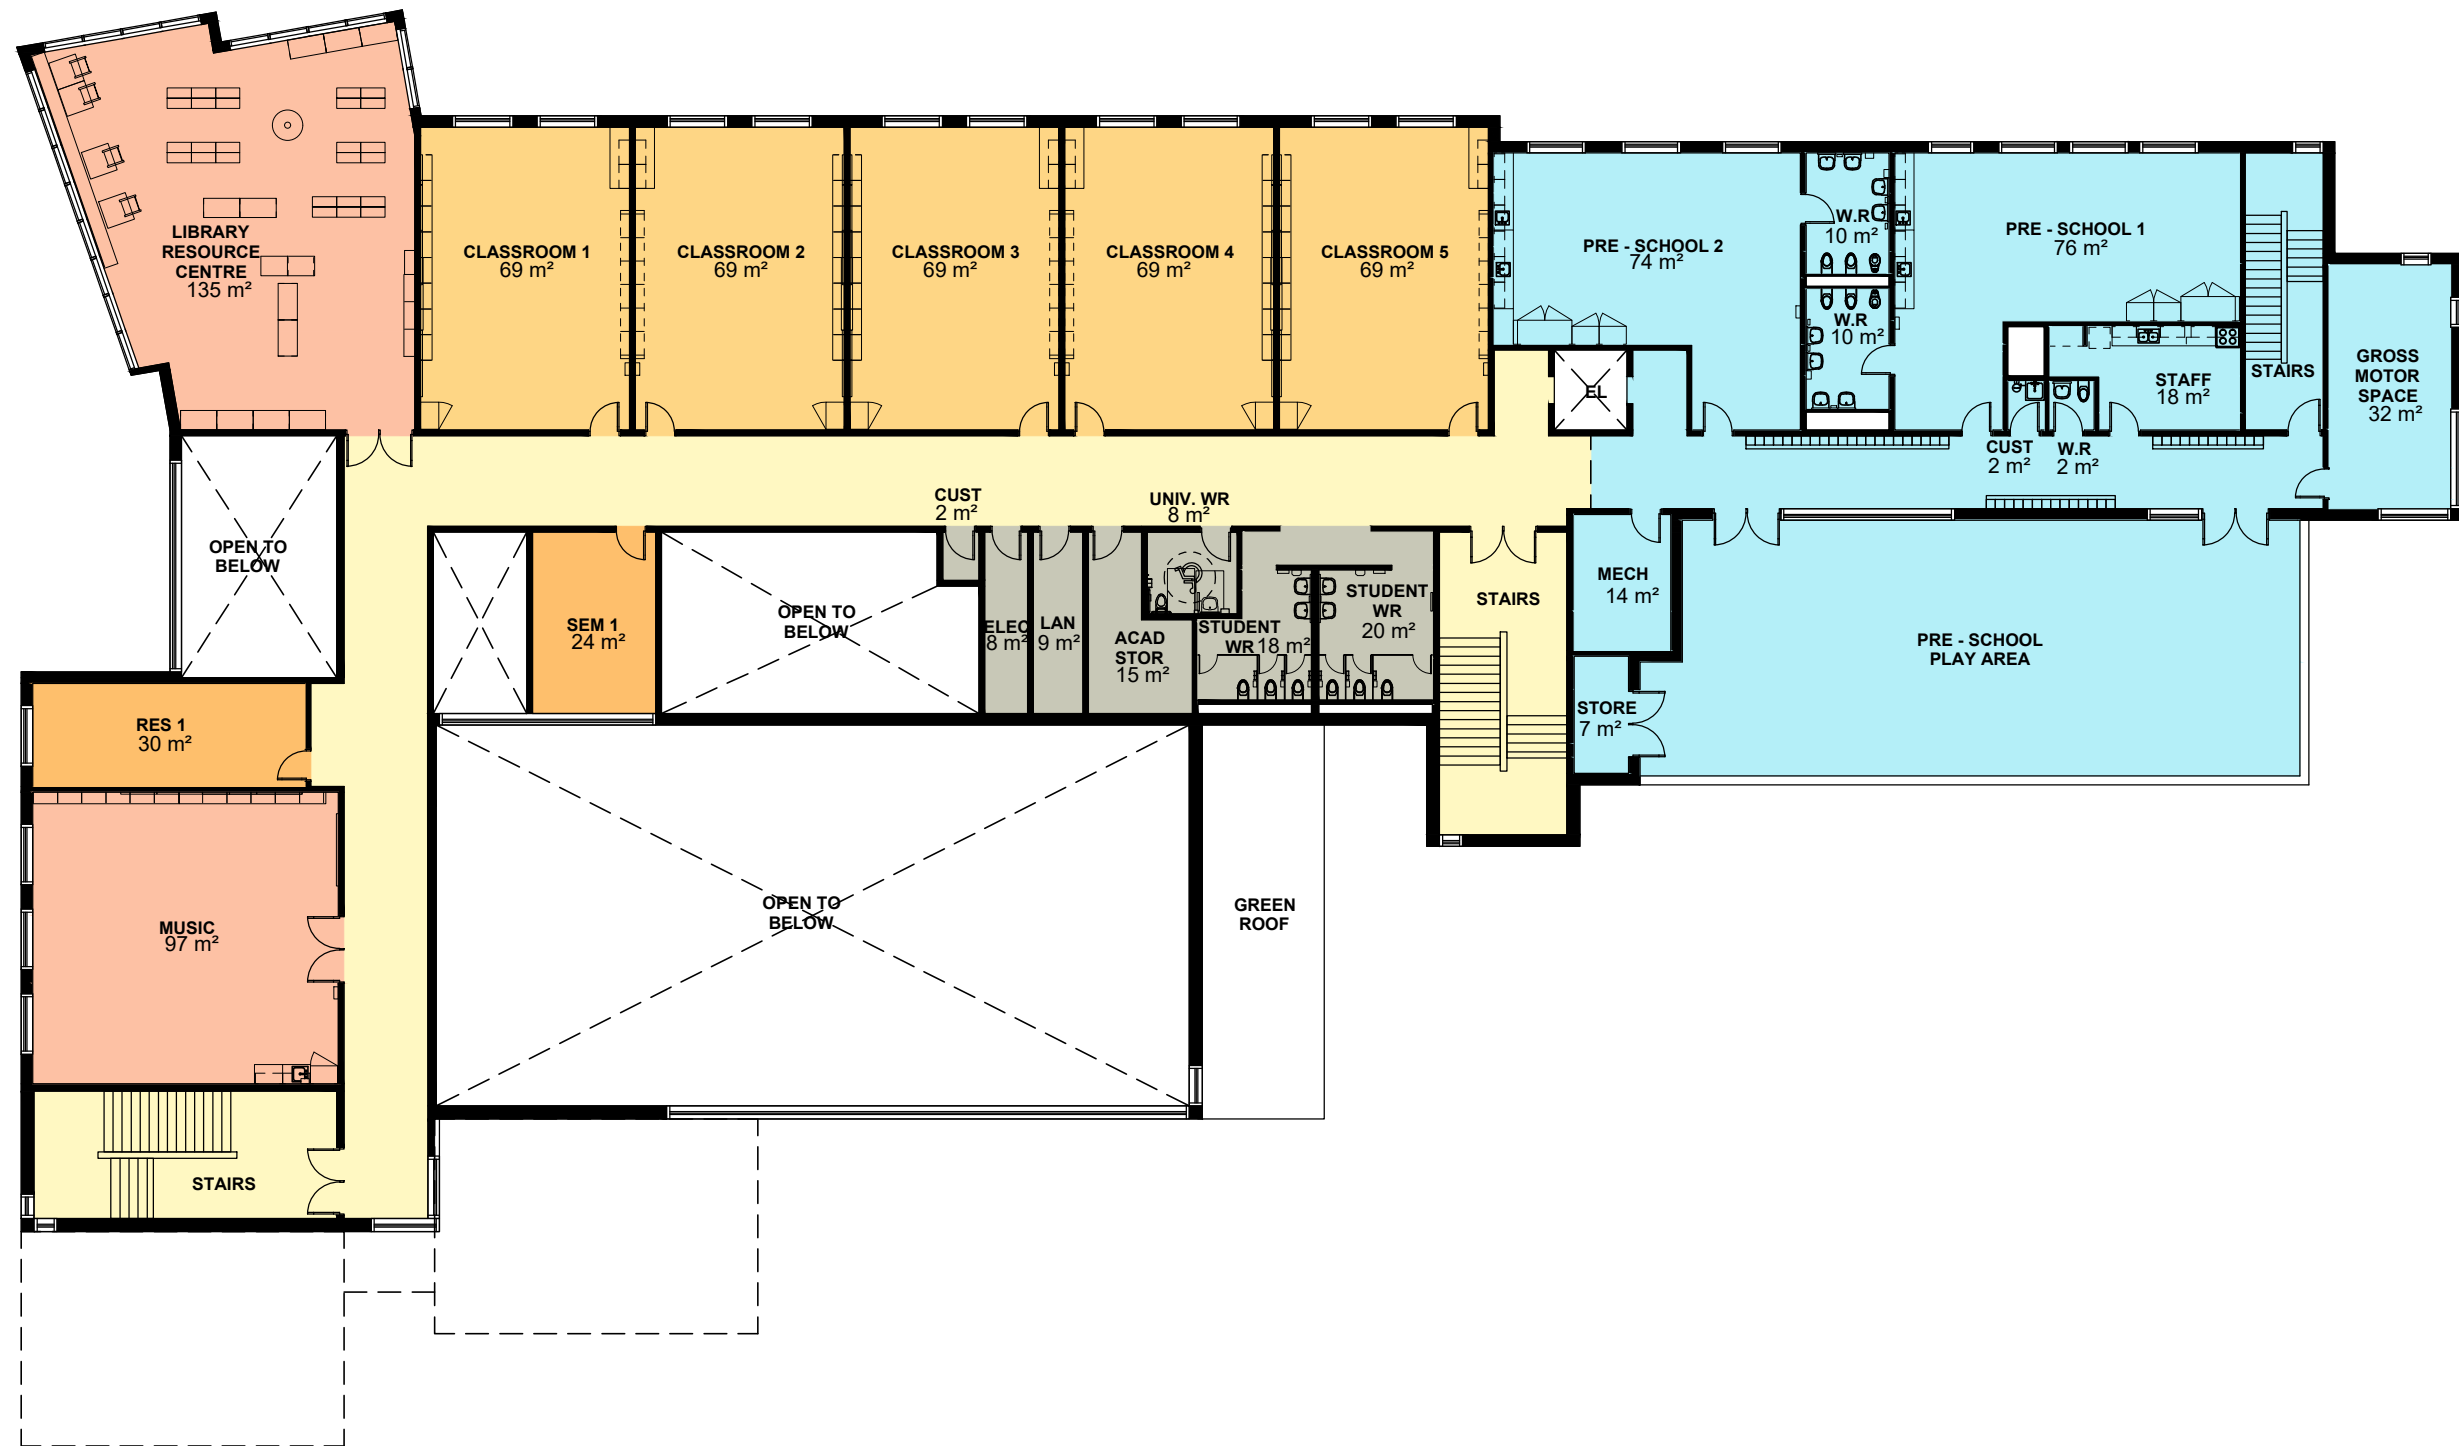 LIBRARY
RESOURCE
CENTRE
135 m²
CLASSROOM 1
69 m²
CLASSROOM 2
69 m²
CLASSROOM 3
69 m²
CLASSROOM 4
69 m²
CLASSROOM 5
69 m²
PRE - SCHOOL 2
74 m²
W.R
10 m²
W.R
10 m²
PRE - SCHOOL 1
76 m²
STAIRS
GROSS
MOTOR
SPACE
32 m²
STAFF
18 m²
EL
CUST
2 m²
W.R
2 m²
OPEN TO
BELOW
SEM 1
24 m²
OPEN TO
BELOW
CUST
2 m²
ELEC
8 m²
LAN
9 m²
ACAD
STOR
15 m²
UNIV. WR
8 m²
STUDENT
WR 18 m²
STUDENT
WR
20 m²
STAIRS
MECH
14 m²
STORE
7 m²
PRE - SCHOOL
PLAY AREA
RES 1
30 m²
MUSIC
97 m²
OPEN TO
BELOW
GREEN
ROOF
STAIRS